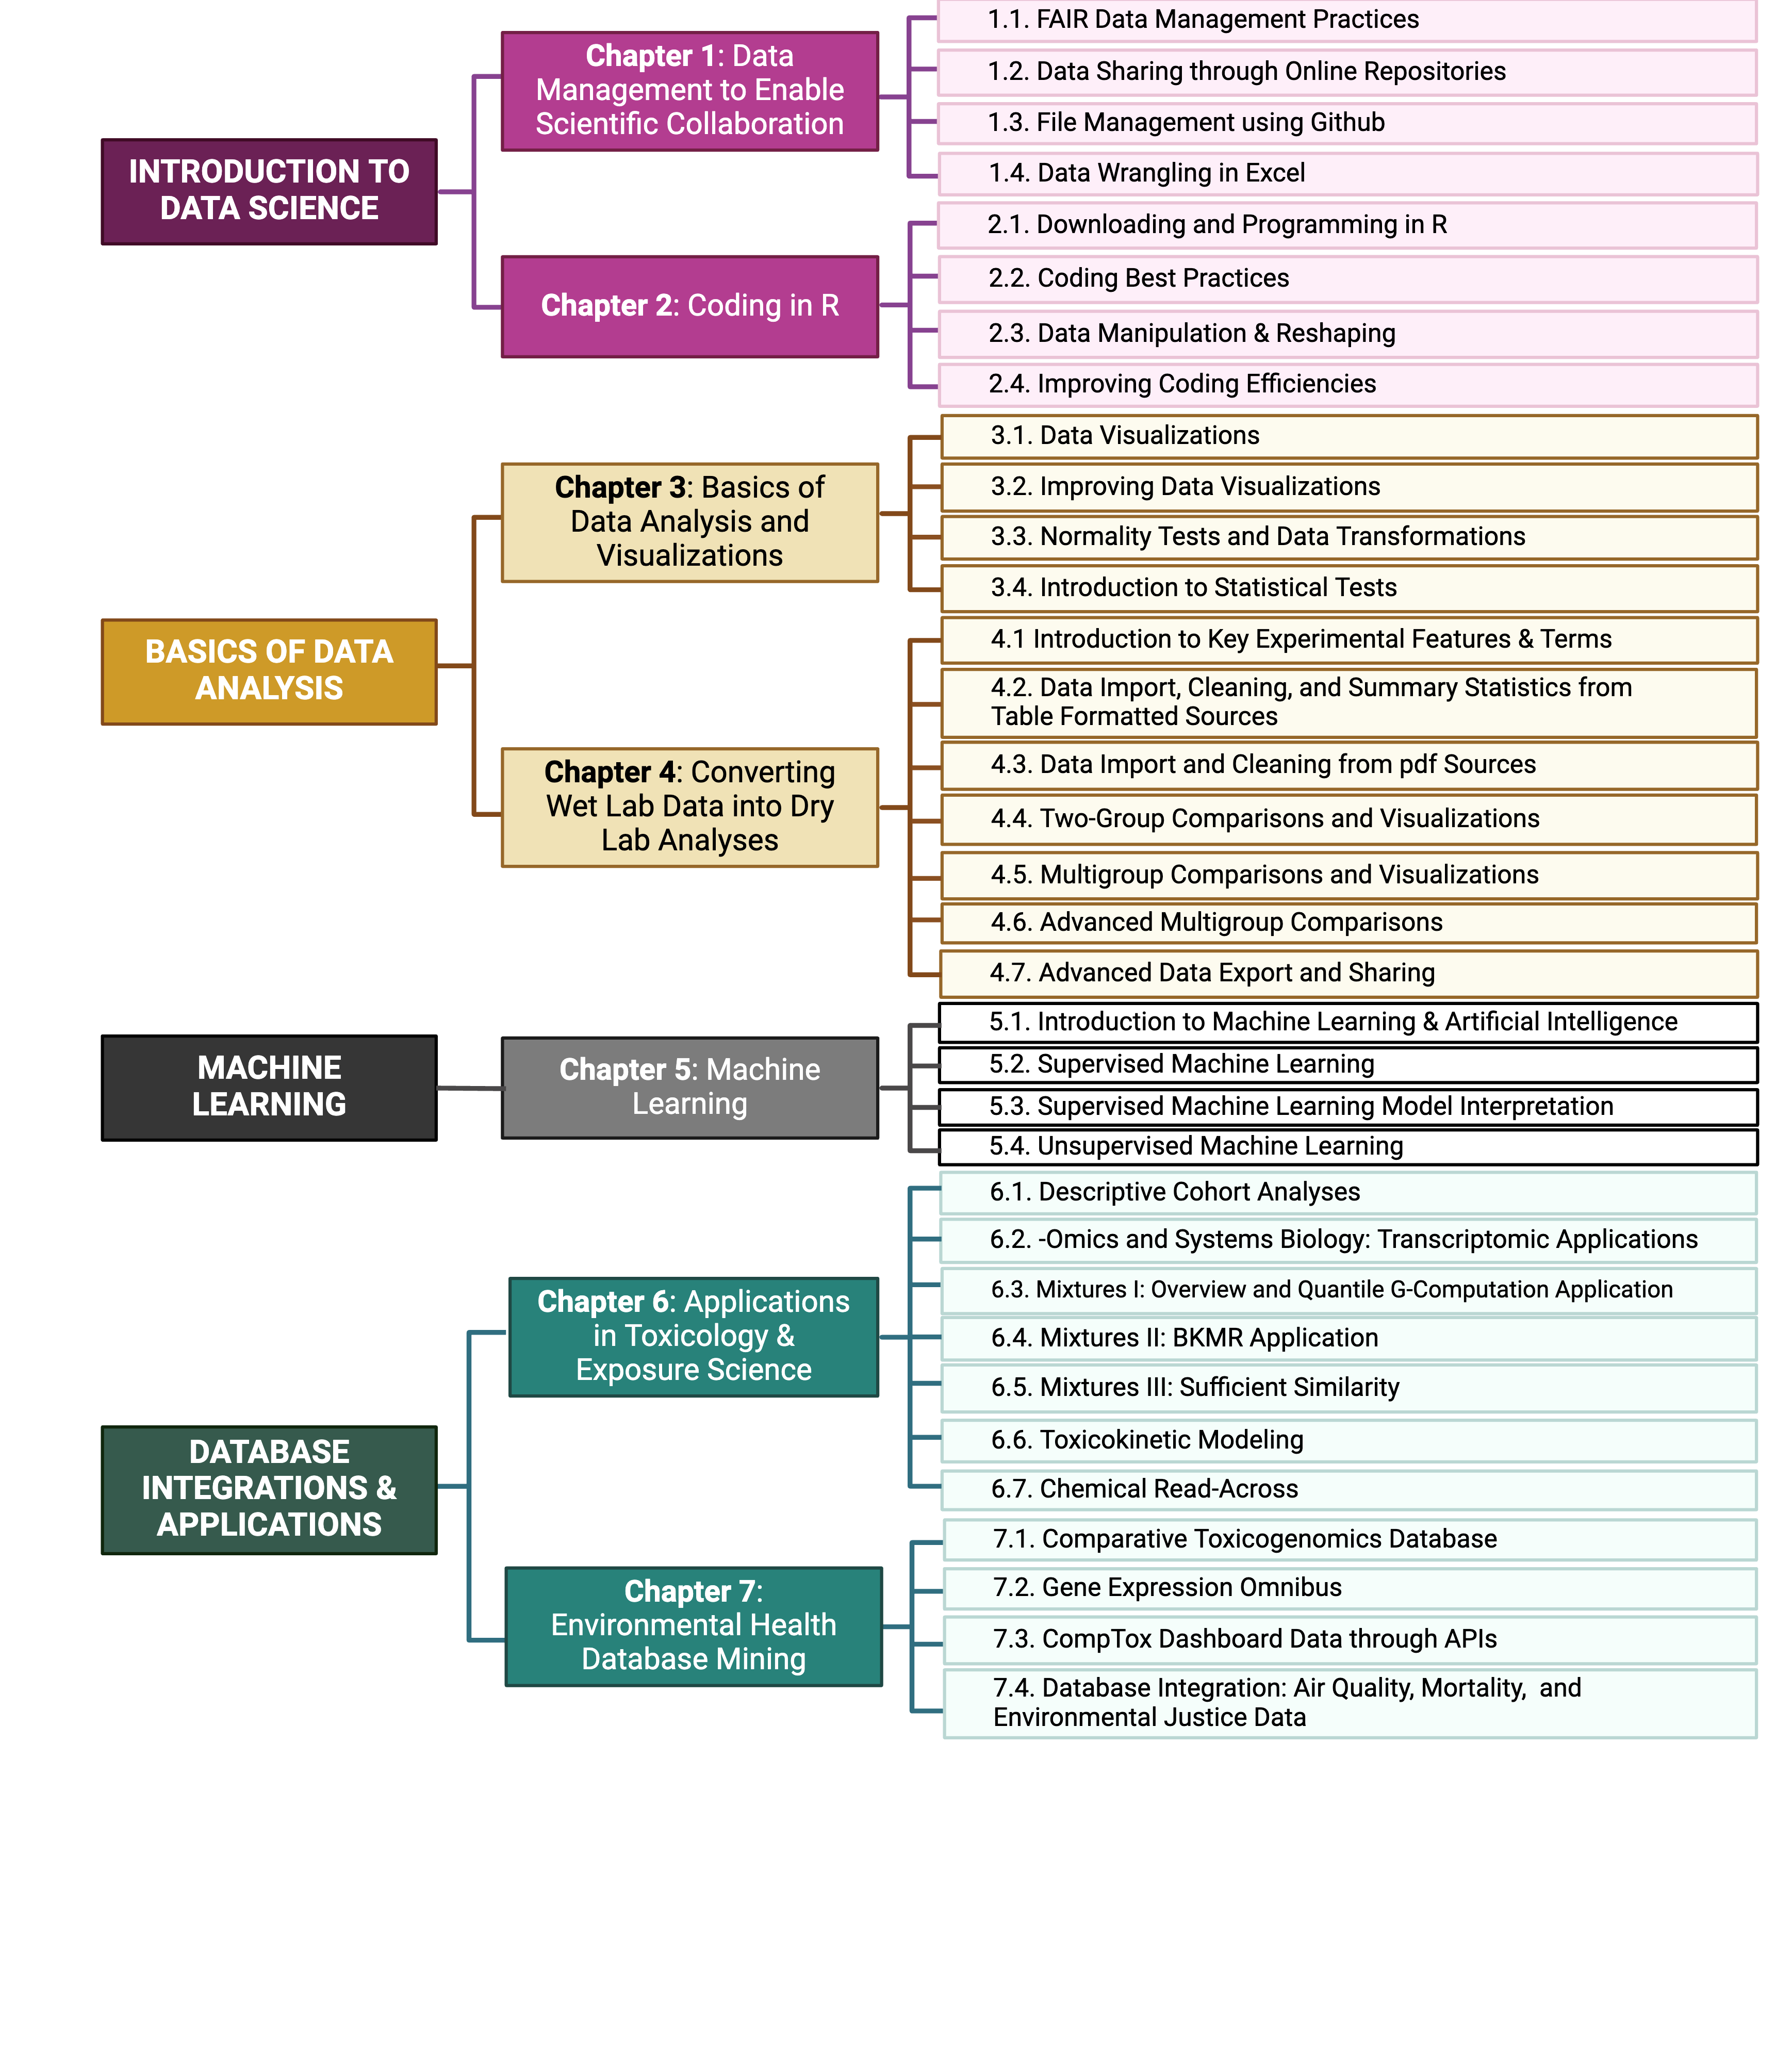 INTRODUCTION TO
DATA SCIENCE
Chapter 1: Data
Management to Enable
Scientific Collaboration
1.1. FAIR Data Management Practices
1.2. Data Sharing through Online Repositories
1.3. File Management using Github
1.4. Data Wrangling in Excel
Chapter 2: Coding in R
2.1. Downloading and Programming in R
2.2. Coding Best Practices
2.3. Data Manipulation & Reshaping
2.4. Improving Coding Efficiencies
BASICS OF DATA
ANALYSIS
Chapter 3: Basics of
Data Analysis and
Visualizations
3.1. Data Visualizations
3.2. Improving Data Visualizations
3.3. Normality Tests and Data Transformations
3.4. Introduction to Statistical Tests
Chapter 4: Converting
Wet Lab Data into Dry
Lab Analyses
4.1 Introduction to Key Experimental Features & Terms
4.2. Data Import, Cleaning, and Summary Statistics from
Table Formatted Sources
4.3. Data Import and Cleaning from pdf Sources
4.4. Two-Group Comparisons and Visualizations
4.5. Multigroup Comparisons and Visualizations
4.6. Advanced Multigroup Comparisons
4.7. Advanced Data Export and Sharing
MACHINE
LEARNING
Chapter 5: Machine
Learning
5.1. Introduction to Machine Learning & Artificial Intelligence
5.2. Supervised Machine Learning
5.3. Supervised Machine Learning Model Interpretation
5.4. Unsupervised Machine Learning
DATABASE
INTEGRATIONS &
APPLICATIONS
Chapter 6: Applications
in Toxicology &
Exposure Science
6.1. Descriptive Cohort Analyses
6.2. -Omics and Systems Biology: Transcriptomic Applications
6.3. Mixtures I: Overview and Quantile G-Computation Application
6.4. Mixtures II: BKMR Application
6.5. Mixtures III: Sufficient Similarity
6.6. Toxicokinetic Modeling
6.7. Chemical Read-Across
Chapter 7:
Environmental Health
Database Mining
7.1. Comparative Toxicogenomics Database
7.2. Gene Expression Omnibus
7.3. CompTox Dashboard Data through APIs
7.4. Database Integration: Air Quality, Mortality,  and
Environmental Justice Data